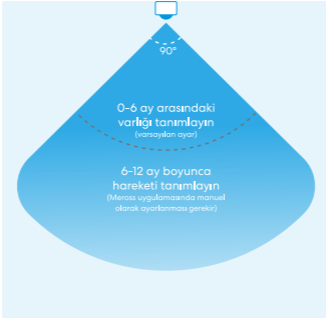 90°
0-6 ay arasındaki
varlığı tanımlayın
(varsayılan ayar)
6-12 ay boyunca
hareketi tanımlayın
(Meross uygulamasında manuel
olarak ayarlanması gerekir)